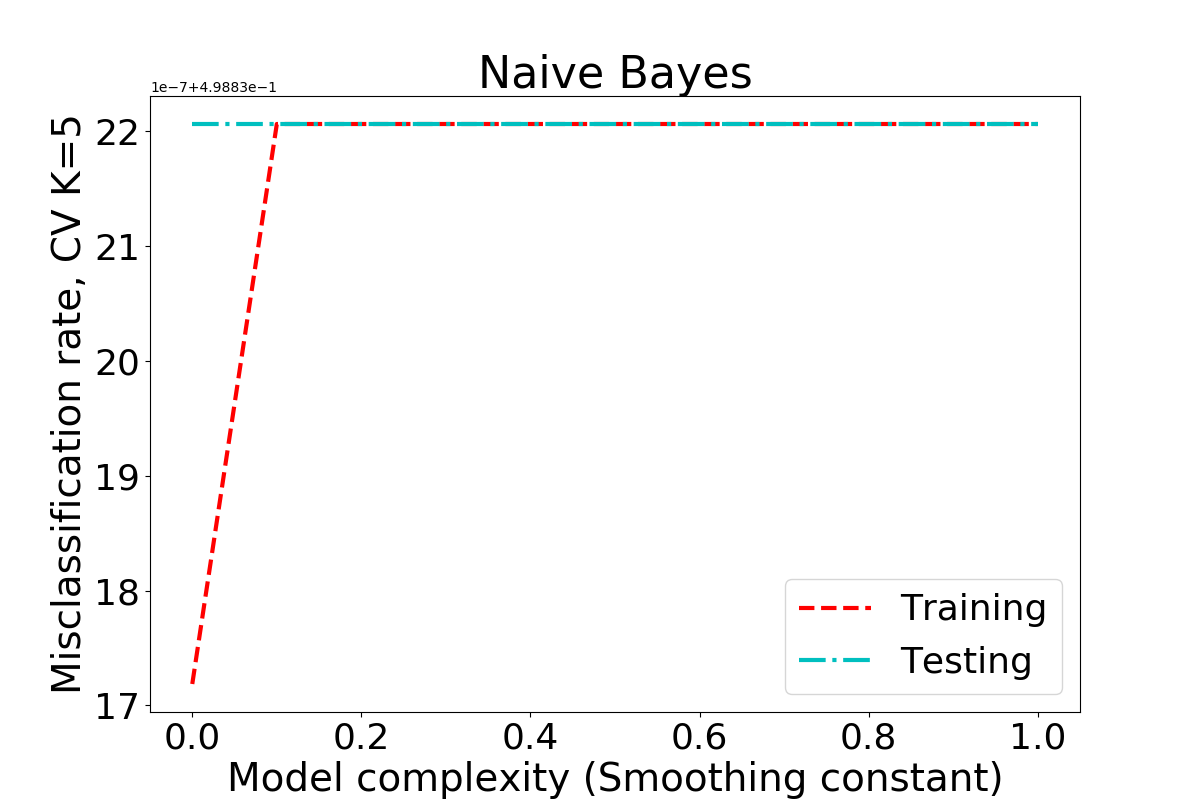 Naive Bayes
1e−7+4.9883e−1
Misclassification rate, CV K=5
22
21
20
19
18
17
0.0 0.2 0.4 0.6 0.8 1.0
Model complexity (Smoothing constant)
Training
Testing